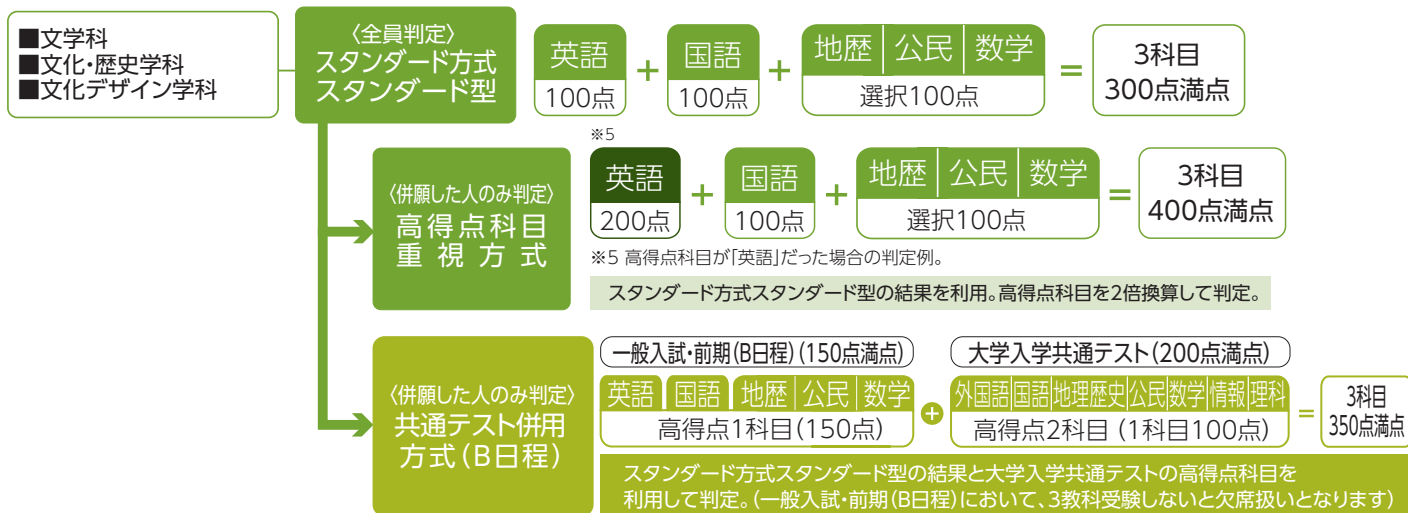 ■文学科
■文化・歴史学科
■文化デザイン学科
〈全員判定〉
スタンダード方式
スタンダード型
英語
100点
+
国語
100点
+
地歴 公民 数学
選択100点
=
3科目
300点満点
〈併願した人のみ判定〉
高得点科目
重視方式
※5
英語
200点
+
国語
100点
+
地歴 公民 数学
選択100点
=
3科目
400点満点
※5 高得点科目が「英語」だった場合の判定例。
スタンダード方式スタンダード型の結果を利用。高得点科目を2倍換算して判定。
〈併願した人のみ判定〉
共通テスト併用
方式(B日程)
一般入試・前期(B日程)(150点満点)
英語 国語 地歴 公民 数学
高得点1科目(150点)
+
大学入学共通テスト(200点満点)
外国語 国語 地理歴史 公民 数学 情報 理科
高得点2科目 (1科目100点)
=
3科目
350点満点
スタンダード方式スタンダード型の結果と大学入学共通テストの高得点科目を
利用して判定。(一般入試・前期(B日程)において、3教科受験しないと欠席扱いとなります)